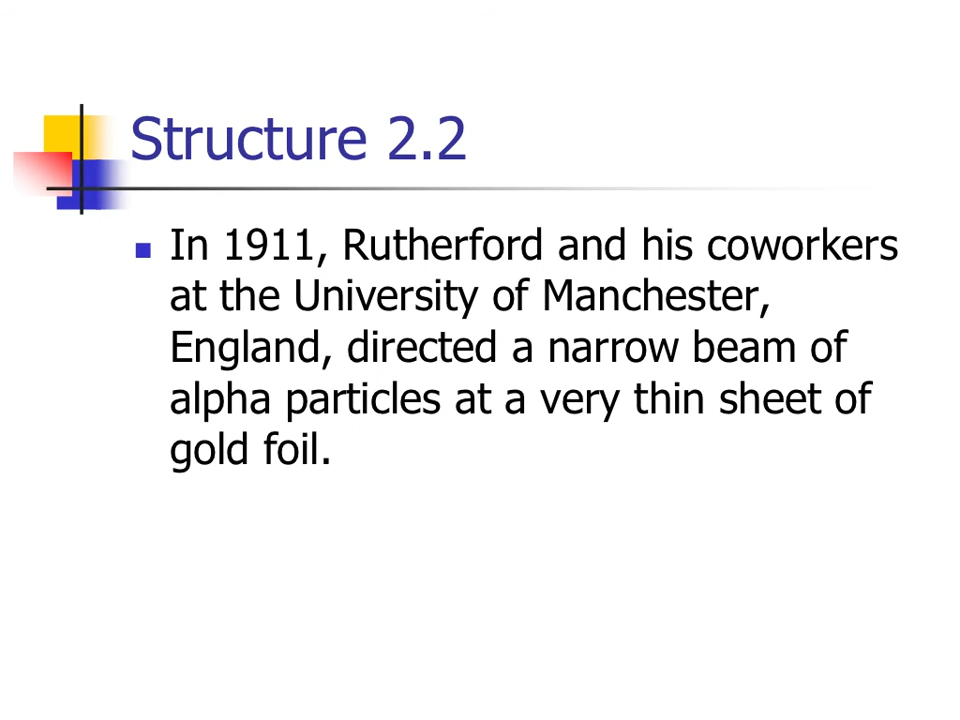 Structure 2.2
In 1911, Rutherford and his coworkers
at the University of Manchester,
England, directed a narrow beam of
alpha particles at a very thin sheet of
gold foil.